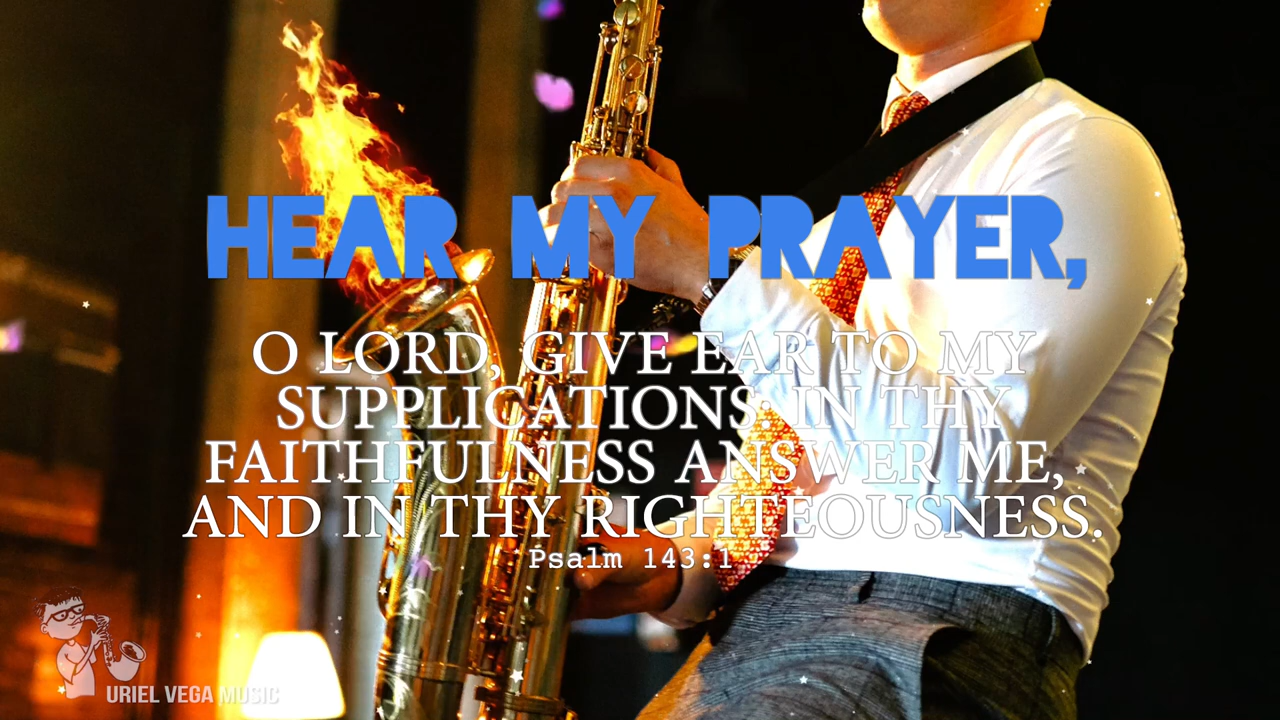 HEAR MY PRAYER,
O LORD, GIVE EAR TO MY
SUPPLICATIONS: IN THY
FAITHFULNESS ANSWER ME,
AND IN THY RIGHTEOUSNESS.
Psalm 143:1
URIEL VEGA MUSIC